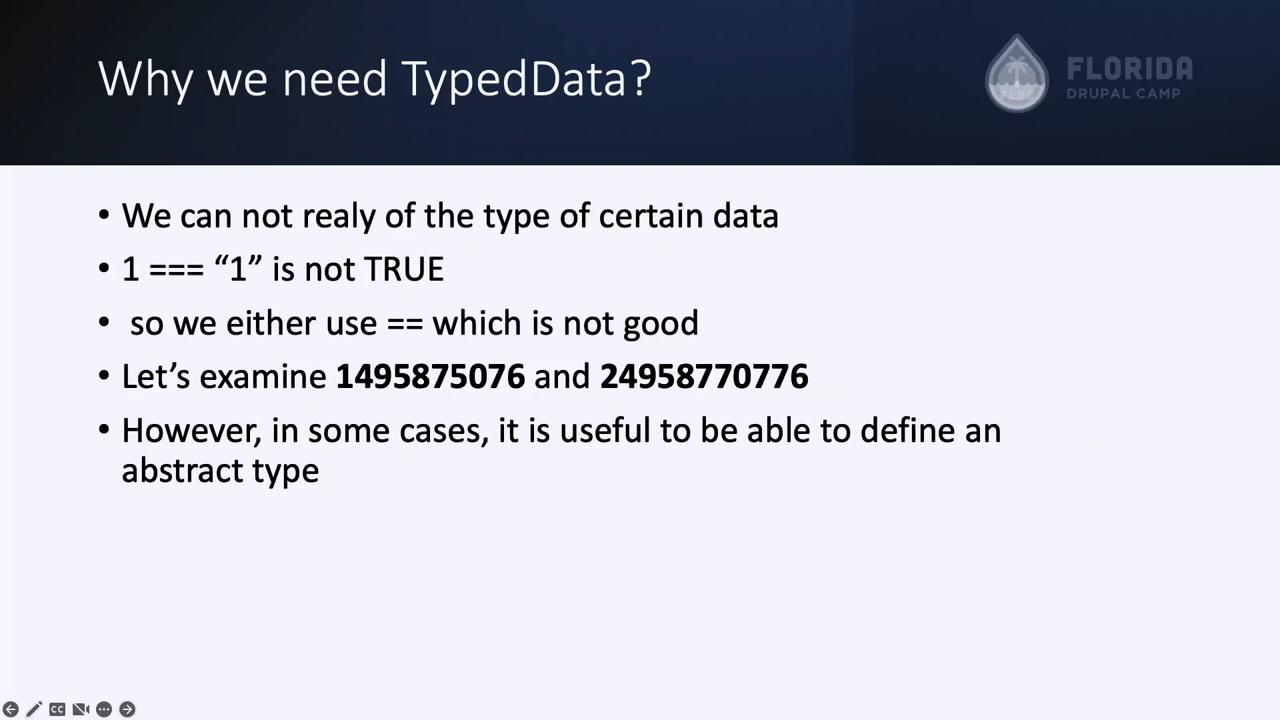 Why we need TypedData?
FLORIDA
DRUPAL CAMP
• We can not realy of the type of certain data
• 1 === “1” is not TRUE
• so we either use == which is not good
• Let’s examine 1495875076 and 24958770776
• However, in some cases, it is useful to be able to define an
abstract type
CC